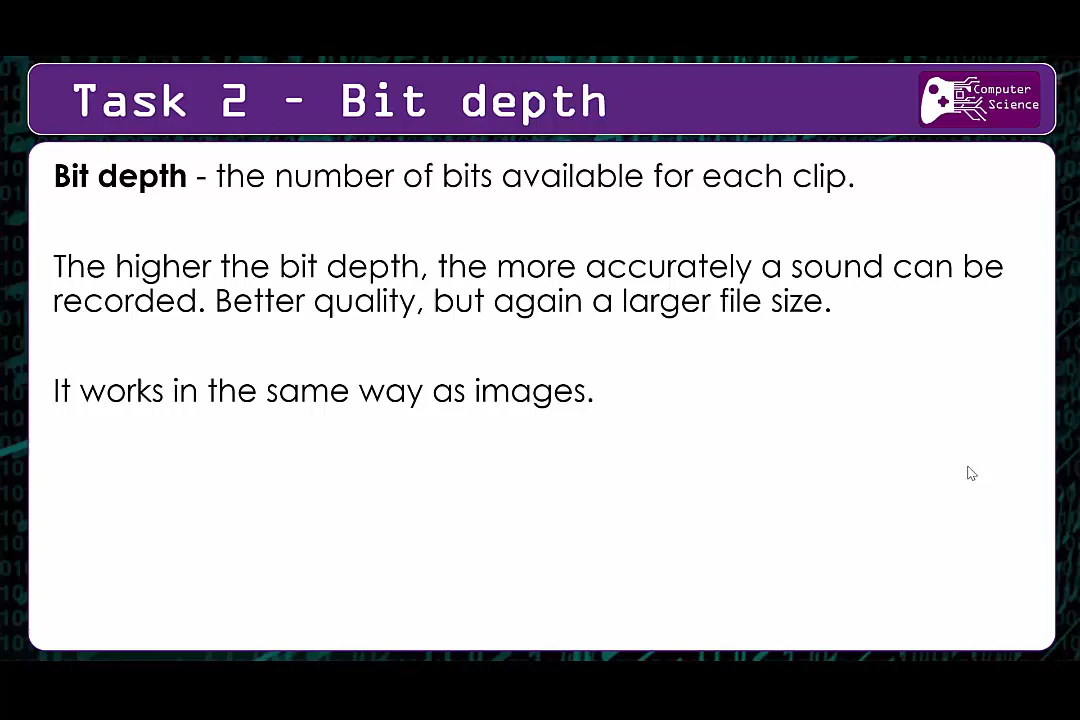 Task 2 - Bit depth
Computer
Science
Bit depth - the number of bits available for each clip.
The higher the bit depth, the more accurately a sound can be
recorded. Better quality, but again a larger file size.
It works in the same way as images.